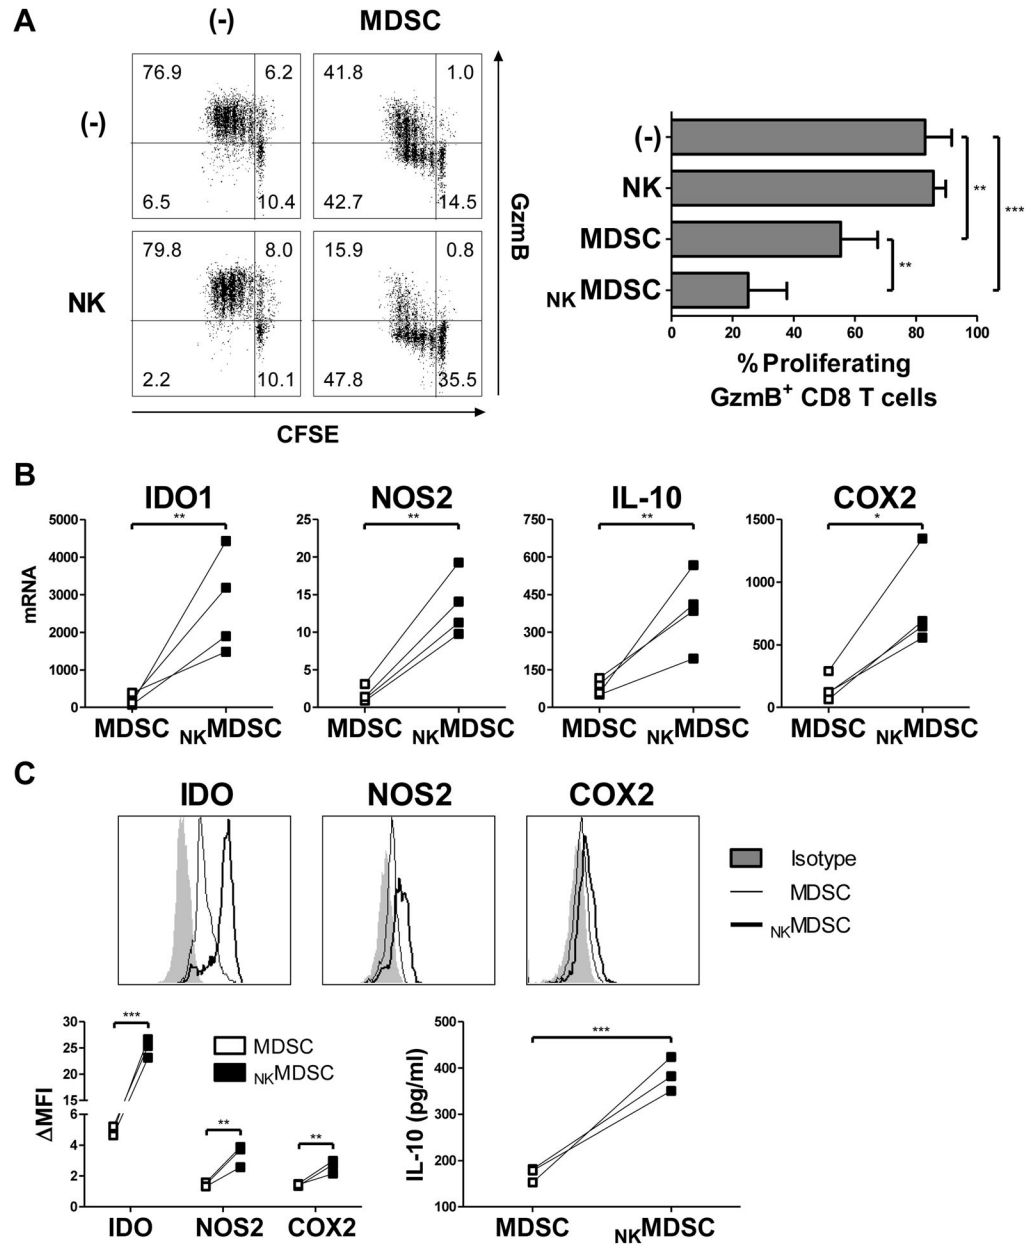 A
(-) MDSC
(-)
76.9 6.2
6.5 10.4
41.8 1.0
42.7 14.5
NK
79.8 8.0
2.2 10.1
15.9 0.8
47.8 35.5
GzmB
CFSE
(-)
NK
MDSC
NKMDSC
**
**
***
0 20 40 60 80 100
% Proliferating
GzmB+ CD8 T cells
B
IDO1 NOS2 IL-10 COX2
mRNA
5000
4000
3000
2000
1000
0
**
MDSC NKMDSC
25
20
15
10
5
0
**
MDSC NKMDSC
750
600
450
300
150
0
**
MDSC NKMDSC
1500
1000
500
0
*
MDSC NKMDSC
C
IDO NOS2 COX2
Isotype
MDSC
NKMDSC
ΔMFI
30
25
20
15
6
4
2
0
***
**
**
MDSC
NKMDSC
IDO NOS2 COX2
IL-10 (pg/ml)
500
400
300
200
100
***
MDSC NKMDSC